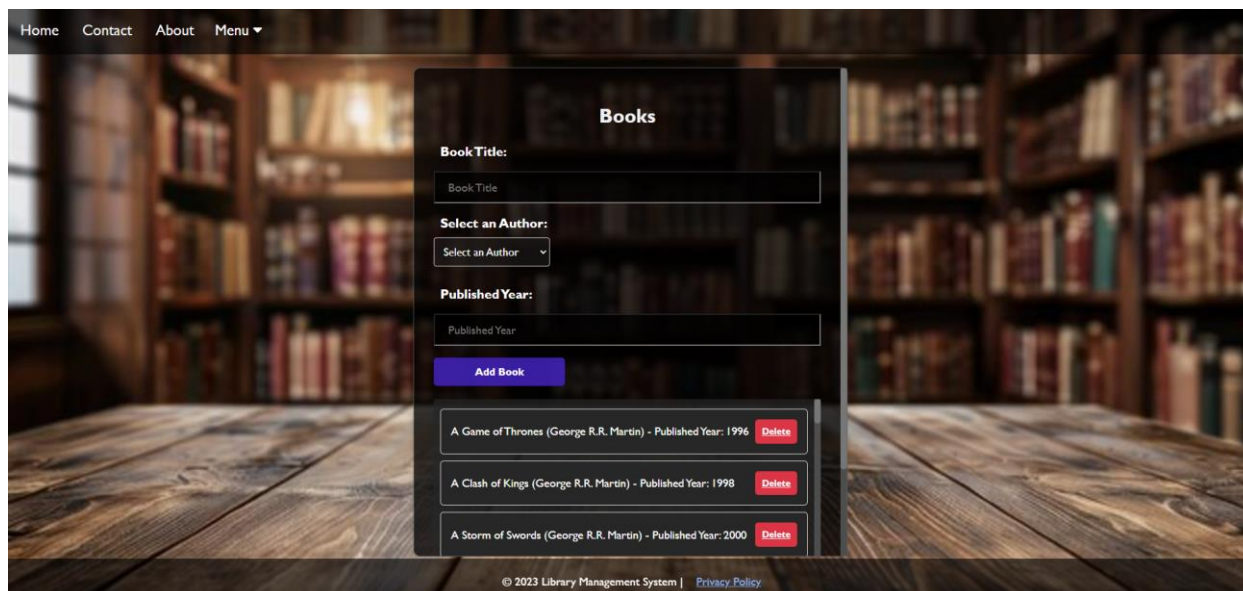 Home Contact About Menu
Books
Book Title:
Book Title
Select an Author:
Select an Author
Published Year:
Published Year
Add Book
A Game of Thrones (George R.R. Martin) - Published Year: 1996 Delete
A Clash of Kings (George R.R. Martin) - Published Year: 1998 Delete
A Storm of Swords (George R.R. Martin) - Published Year: 2000 Delete
© 2023 Library Management System | Privacy Policy